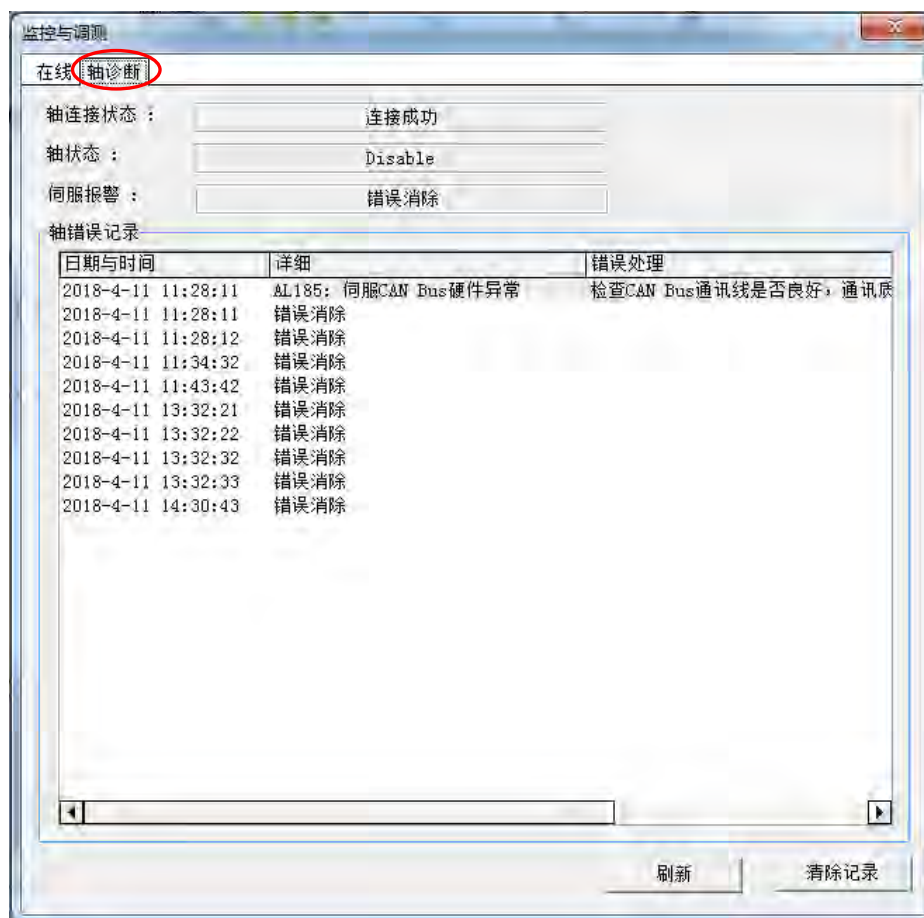 监控与调测
在线 轴诊断
轴连接状态 : 连接成功
轴状态 : Disable
伺服报警 : 错误消除
轴错误记录
日期与时间 详细 错误处理
2018-4-11 11:28:11 AL185: 伺服CAN Bus硬件异常 检查CAN Bus通讯线是否良好,通讯质
2018-4-11 11:28:11 错误消除
2018-4-11 11:28:12 错误消除
2018-4-11 11:34:32 错误消除
2018-4-11 11:43:42 错误消除
2018-4-11 13:32:21 错误消除
2018-4-11 13:32:22 错误消除
2018-4-11 13:32:32 错误消除
2018-4-11 13:32:33 错误消除
2018-4-11 14:30:43 错误消除
刷新 清除记录